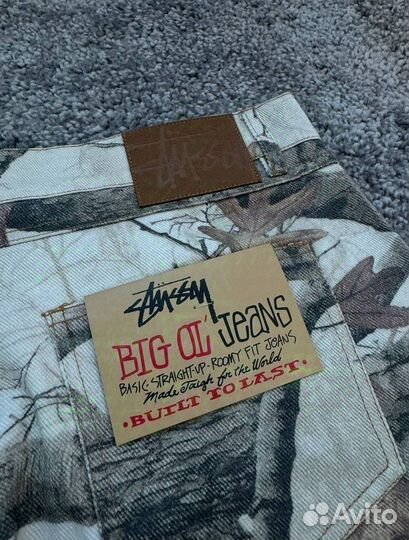 Stüssy
Stüssy
BIG OL' JEANS
BASIC·STRAIGHT-UP·ROOMY FIT JEANS
Made Tough for the World
·BUILT TO LAST·
Avito